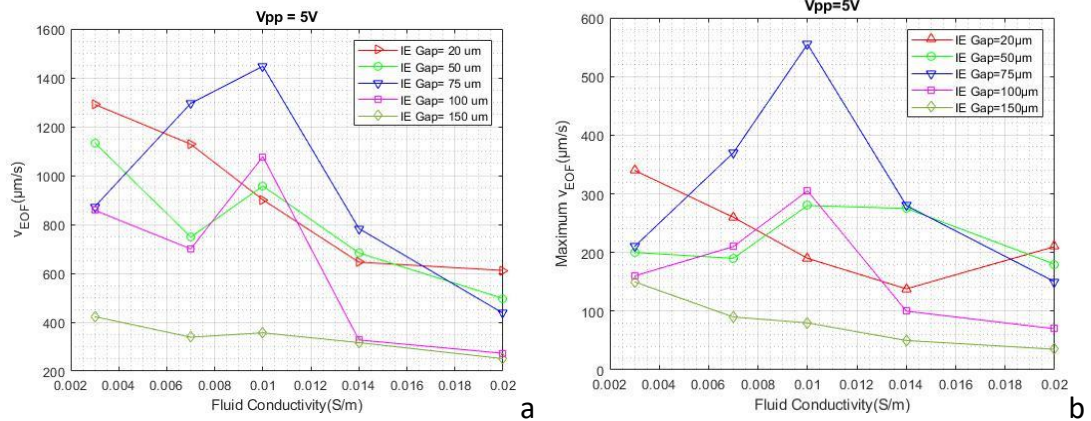 Vpp = 5V
1600
1400
1200
1000
800
600
400
200
v_EOF(µm/s)
IE Gap= 20 um
IE Gap= 50 um
IE Gap= 75 um
IE Gap= 100 um
IE Gap= 150 um
0.002 0.004 0.006 0.008 0.01 0.012 0.014 0.016 0.018 0.02
Fluid Conductivity(S/m)
a
Vpp=5V
600
500
400
300
200
100
0
Maximum v_EOF(µm/s)
IE Gap=20µm
IE Gap=50µm
IE Gap=75µm
IE Gap=100µm
IE Gap=150µm
0.002 0.004 0.006 0.008 0.01 0.012 0.014 0.016 0.018 0.02
Fluid Conductivity(S/m)
b